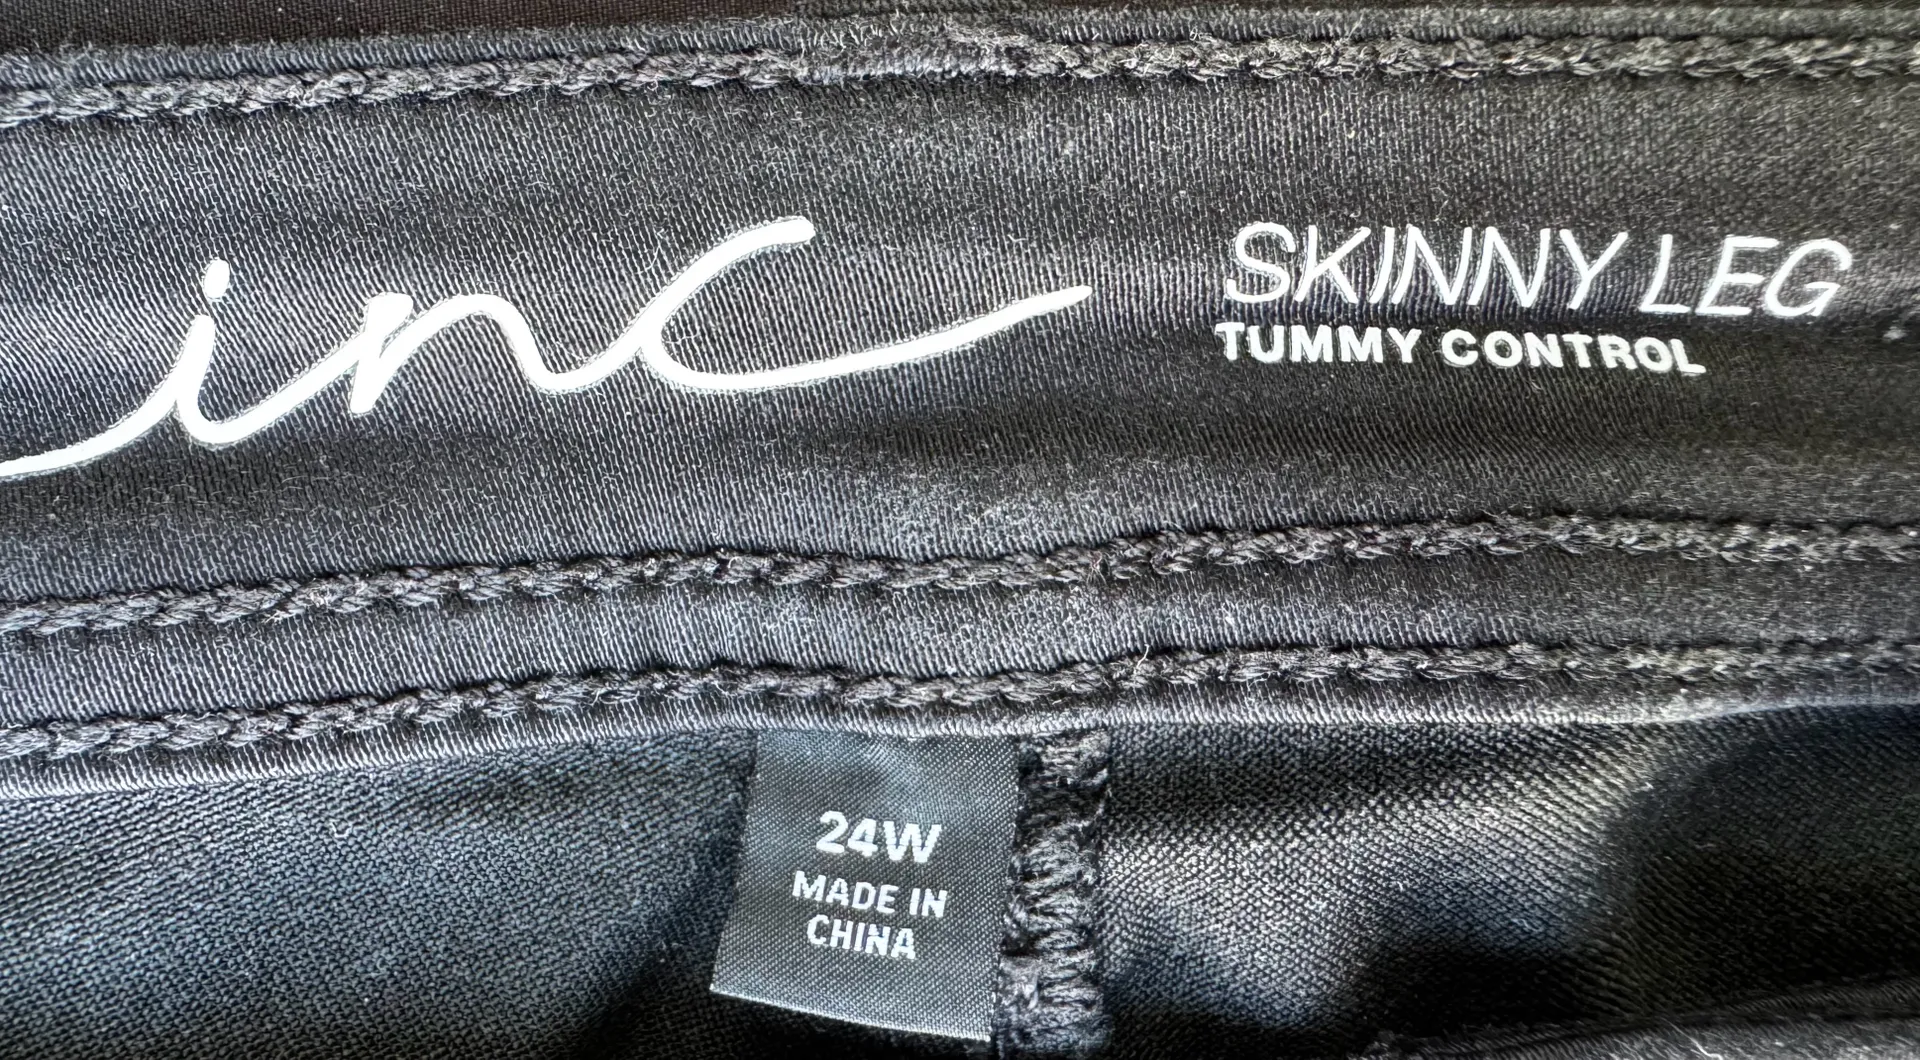 inc
SKINNY LEG
TUMMY CONTROL
24W
MADE IN
CHINA